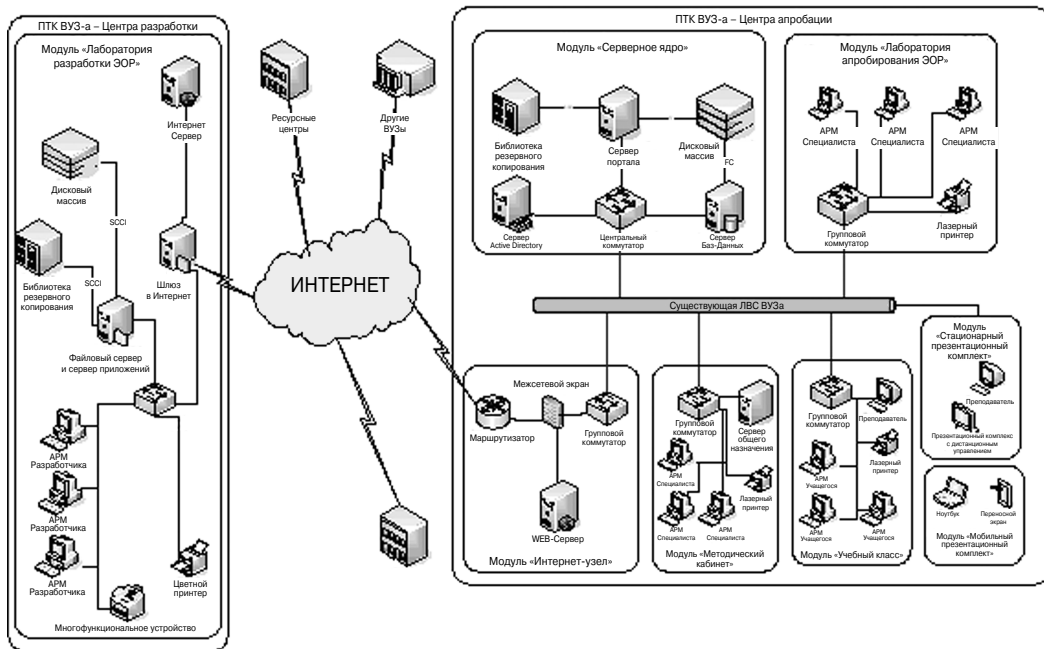 ПТК ВУЗ-а – Центра разработки
Модуль «Лаборатория
разработки ЭОР»
Интернет
Сервер
Дисковый
массив
SCCI
Библиотека
резервного
копирования
SCCI
Шлюз
в Интернет
Файловый сервер
и сервер приложений
АРМ
Разработчика
АРМ
Разработчика
АРМ
Разработчика
Цветной
принтер
Многофункциональное устройство
Ресурсные
центры
Другие
ВУЗы
ИНТЕРНЕТ
ПТК ВУЗ-а – Центра апробации
Модуль «Серверное ядро»
Библиотека
резервного
копирования
Сервер
портала
Дисковый
массив
FC
Сервер
Active Directory
Центральный
коммутатор
Сервер
Баз-Данных
Модуль «Лаборатория
апробирования ЭОР»
АРМ
Специалиста
АРМ
Специалиста
АРМ
Специалиста
Групповой
коммутатор
Лазерный
принтер
Существующая ЛВС ВУЗа
Межсетевой экран
Маршрутизатор
Групповой
коммутатор
WEB-Сервер
Модуль «Интернет-узел»
Групповой
коммутатор
Сервер
общего
назначения
АРМ
Специалиста
Лазерный
принтер
АРМ
Специалиста
АРМ
Специалиста
Модуль «Методический
кабинет»
Групповой
коммутатор
Преподаватель
Лазерный
принтер
АРМ
Учащегося
АРМ
Учащегося
АРМ
Учащегося
Модуль «Учебный класс»
Модуль
«Стационарный
презентационный
комплект»
Преподаватель
Презентационный комплекс
с дистанционным
управлением
Ноутбук
Переносной
экран
Модуль «Мобильный
презентационный
комплект»